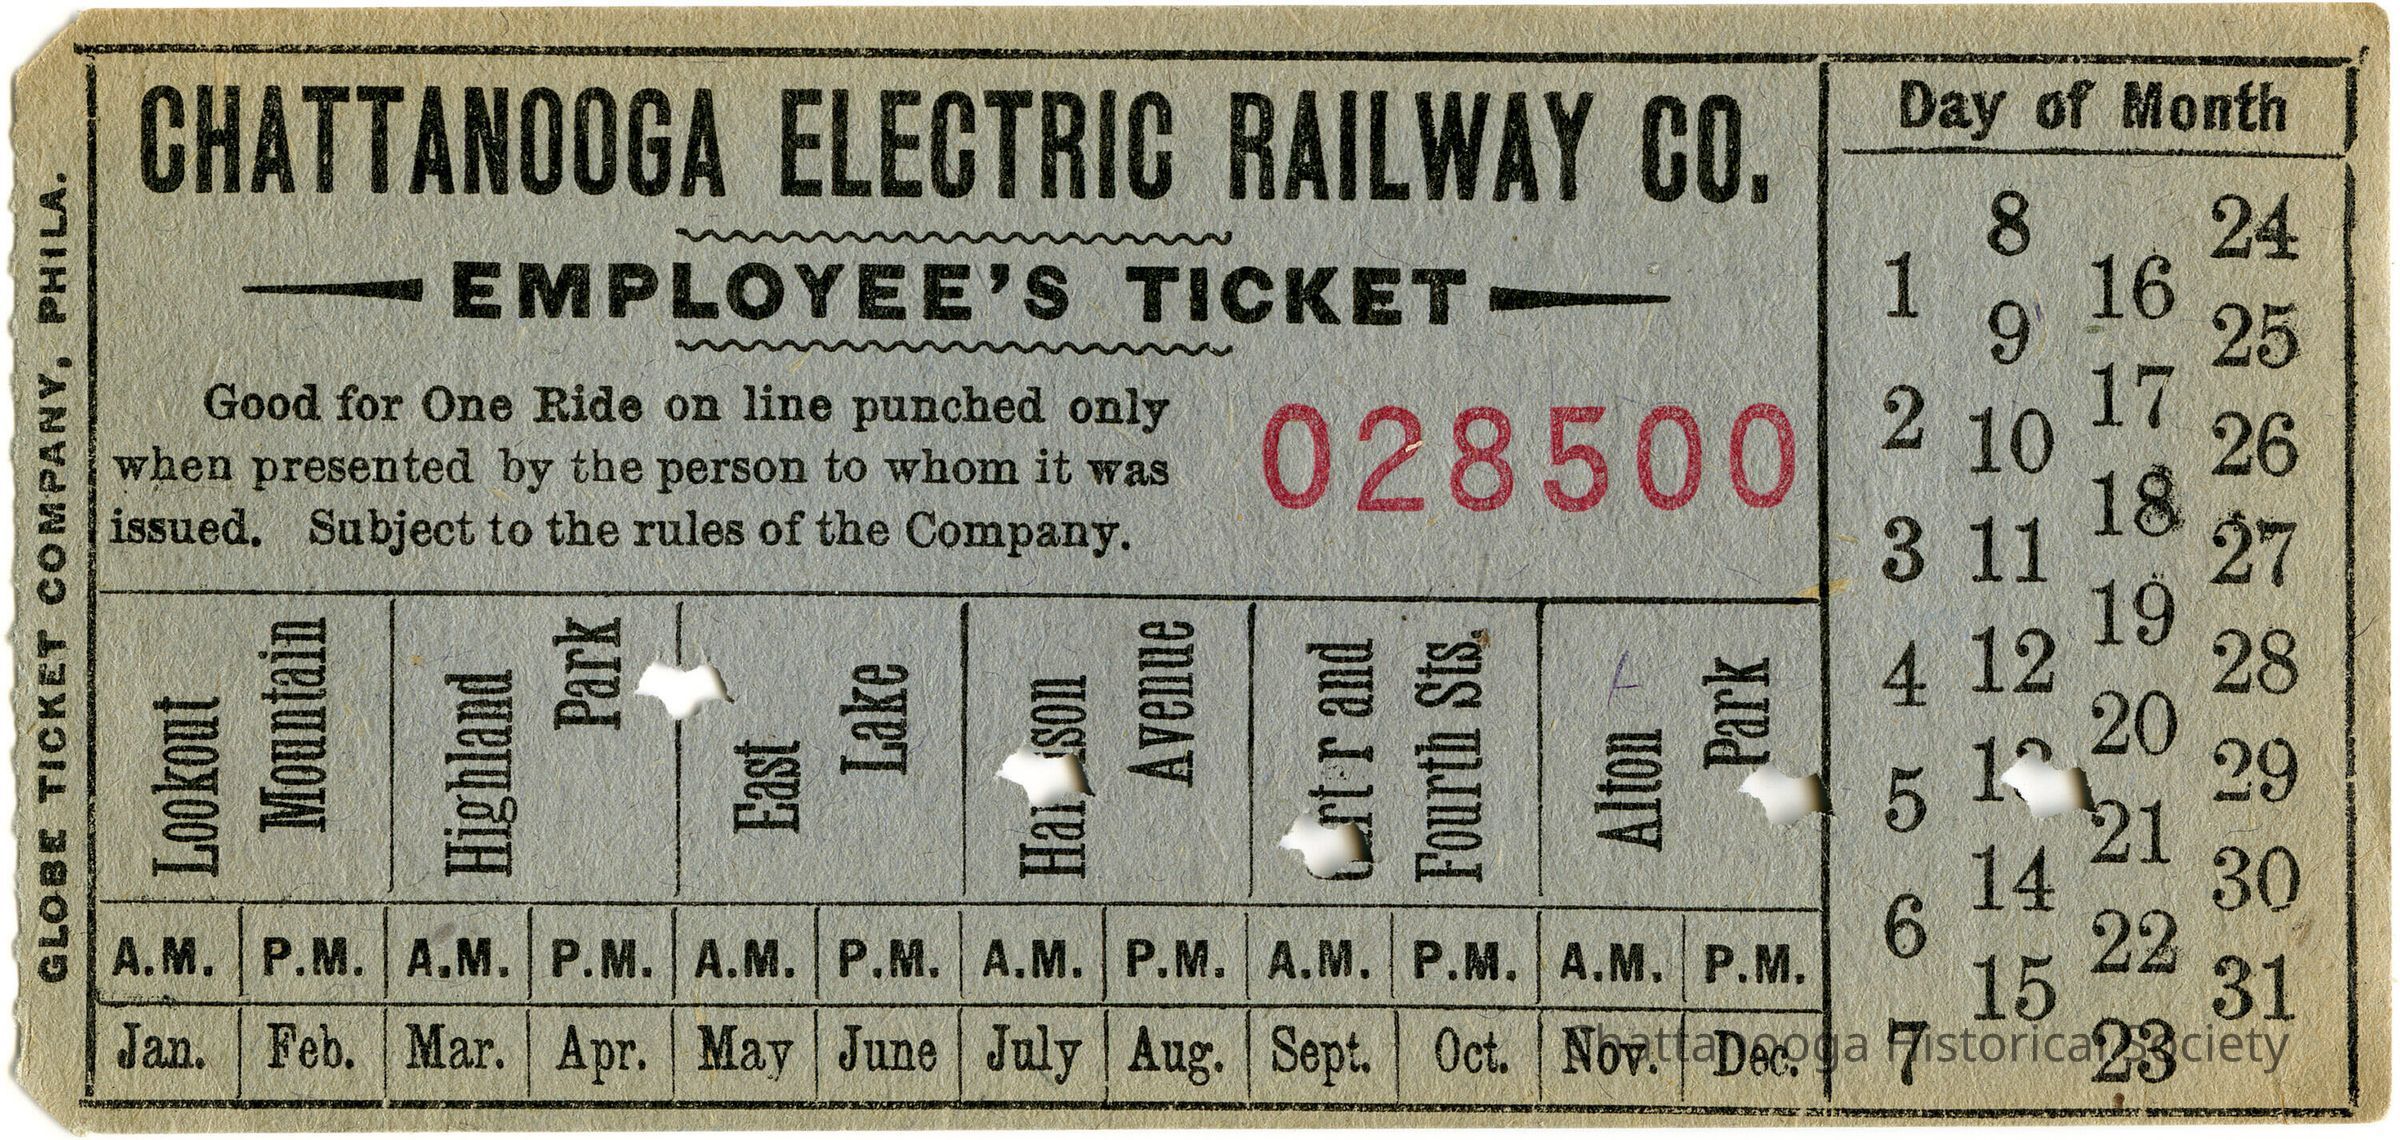 CHATTANOOGA ELECTRIC RAILWAY CO.
EMPLOYEE'S TICKET
Good for One Ride on line punched only
when presented by the person to whom it was
issued. Subject to the rules of the Company.
028500
Lookout
Mountain
Highland
Park
East
Lake
Avenue
and
Fourth Sts.
Alton
Park
A.M. P.M. A.M. P.M. A.M. P.M. A.M. P.M. A.M. P.M. A.M. P.M.
Jan. Feb. Mar. Apr. May June July Aug. Sept. Oct. Nov. Dec.
Day of Month
1
2
3
4
5
6
7
8
9
10
11
12
14
15
16
17
18
19
20
21
22
23
24
25
26
27
28
29
30
31
GLOBE TICKET COMPANY, PHILA.
Chattanooga Historical Society